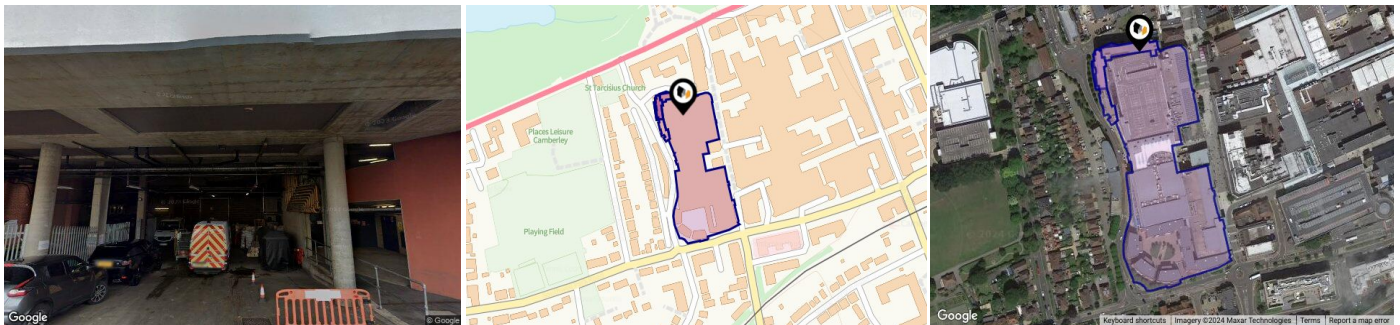 Google
© Google
St Tarcisius Church
Places Leisure
Camberley
Playing Field
Google
Keyboard shortcuts
Imagery ©2024 Maxar Technologies
Terms
Report a map error